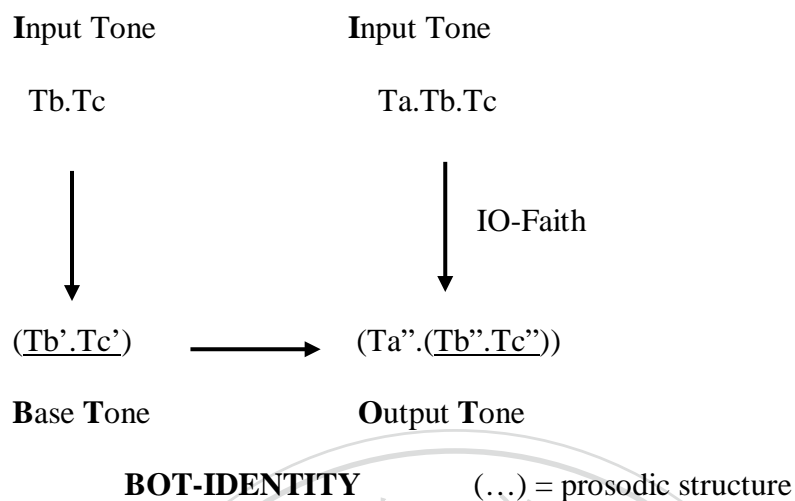 Input Tone Input Tone
Tb.Tc Ta.Tb.Tc
IO-Faith
(Tb’.Tc’) (Ta”.(Tb”.Tc”))
Base Tone Output Tone
BOT-IDENTITY (…) = prosodic structure